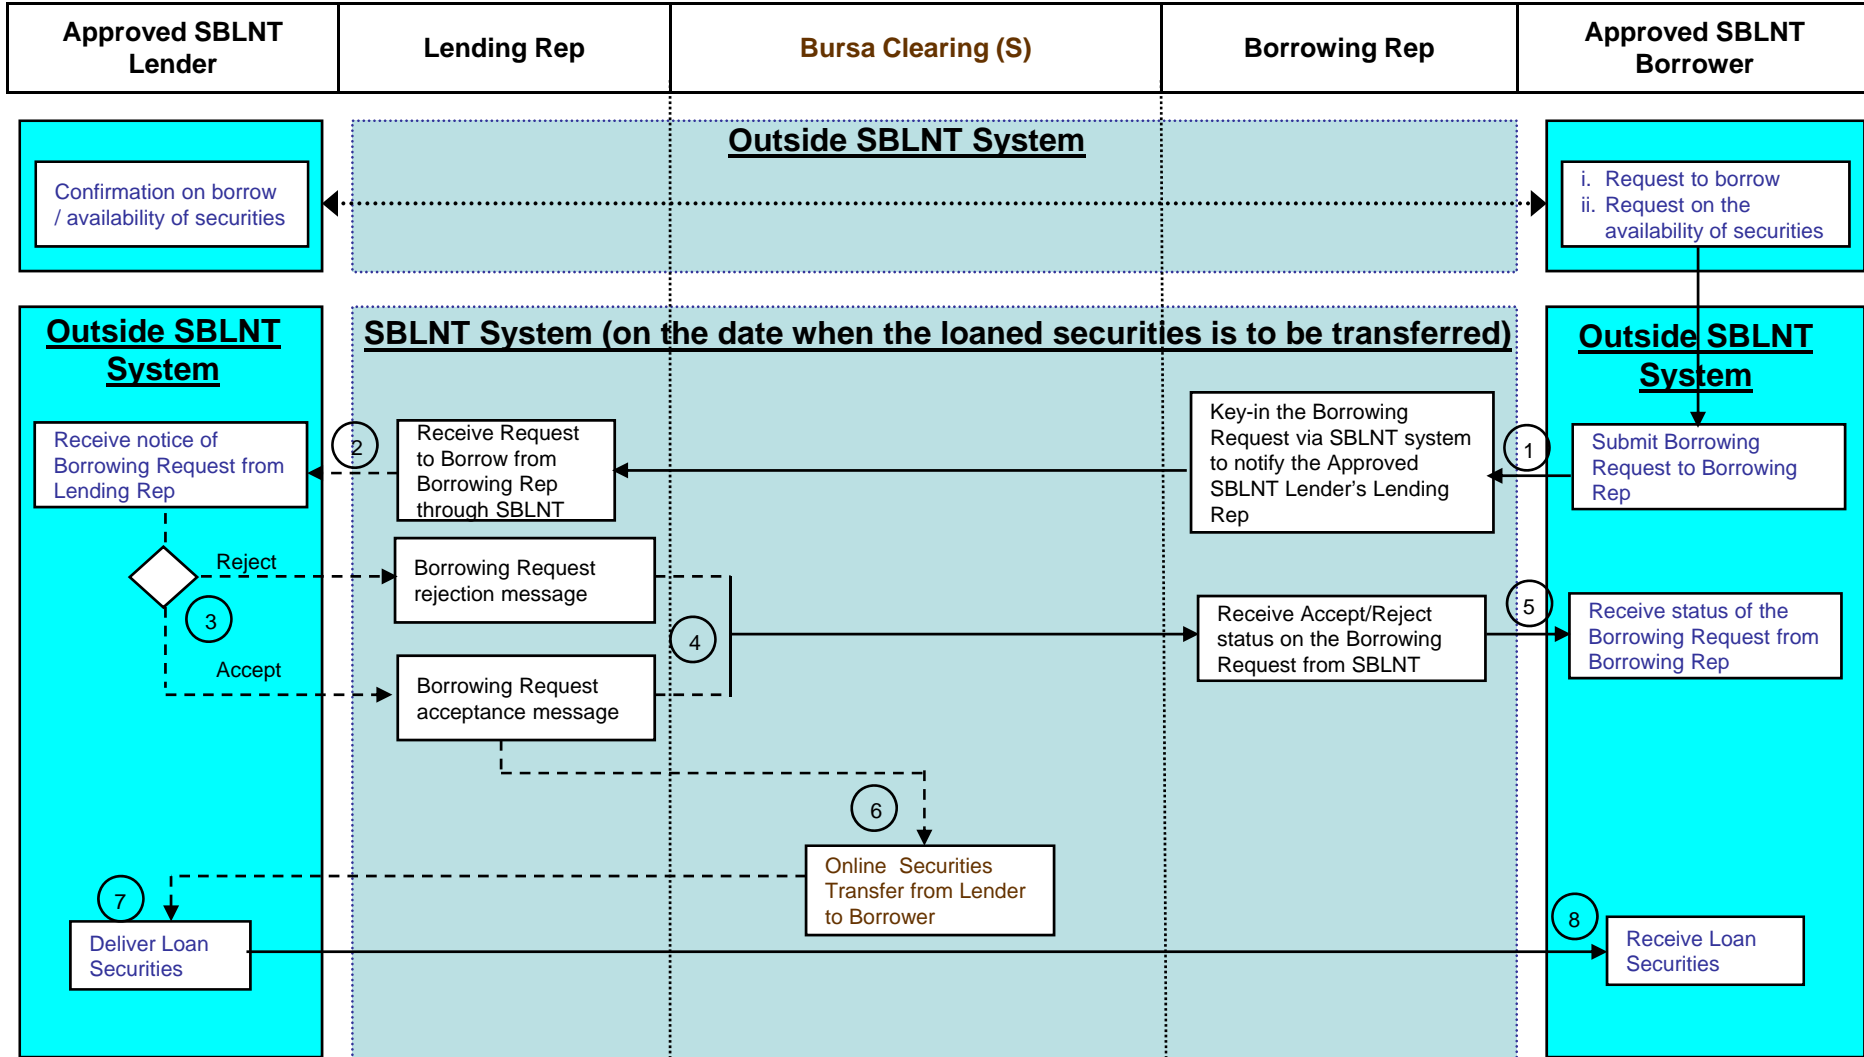 Approved SBLNT
Lender
Lending Rep
Bursa Clearing (S)
Borrowing Rep
Approved SBLNT
Borrower
Outside SBLNT System
Confirmation on borrow
/ availability of securities
i. Request to borrow
ii. Request on the
availability of securities
Outside SBLNT
System
SBLNT System (on the date when the loaned securities is to be transferred)
Outside SBLNT
System
Receive notice of
Borrowing Request from
Lending Rep
2
Receive Request
to Borrow from
Borrowing Rep
through SBLNT
Key-in the Borrowing
Request via SBLNT system
to notify the Approved
SBLNT Lender's Lending
Rep
1
Submit Borrowing
Request to Borrowing
Rep
Reject
3
Accept
Borrowing Request
rejection message
4
Borrowing Request
acceptance message
Receive Accept/Reject
status on the Borrowing
Request from SBLNT
5
Receive status of the
Borrowing Request from
Borrowing Rep
6
Online Securities
Transfer from Lender
to Borrower
7
Deliver Loan
Securities
8
Receive Loan
Securities